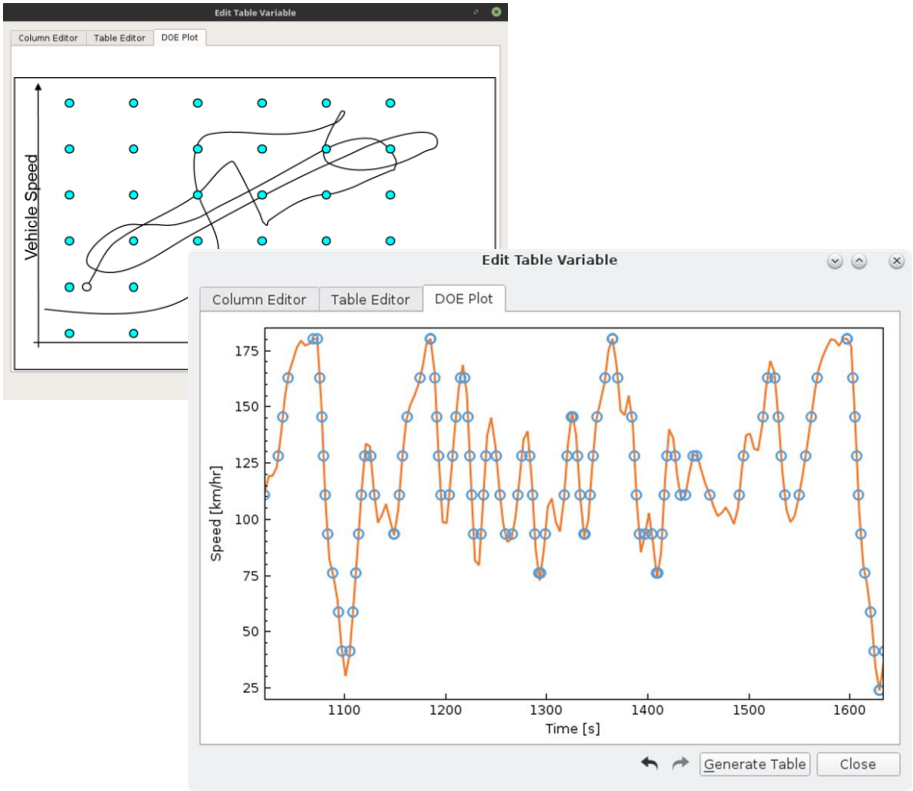 Edit Table Variable
Column Editor Table Editor DOE Plot
Vehicle Speed
Edit Table Variable
Column Editor Table Editor DOE Plot
175
150
125
100
75
50
25
Speed [km/hr]
1100 1200 1300 1400 1500 1600
Time [s]
Generate Table Close